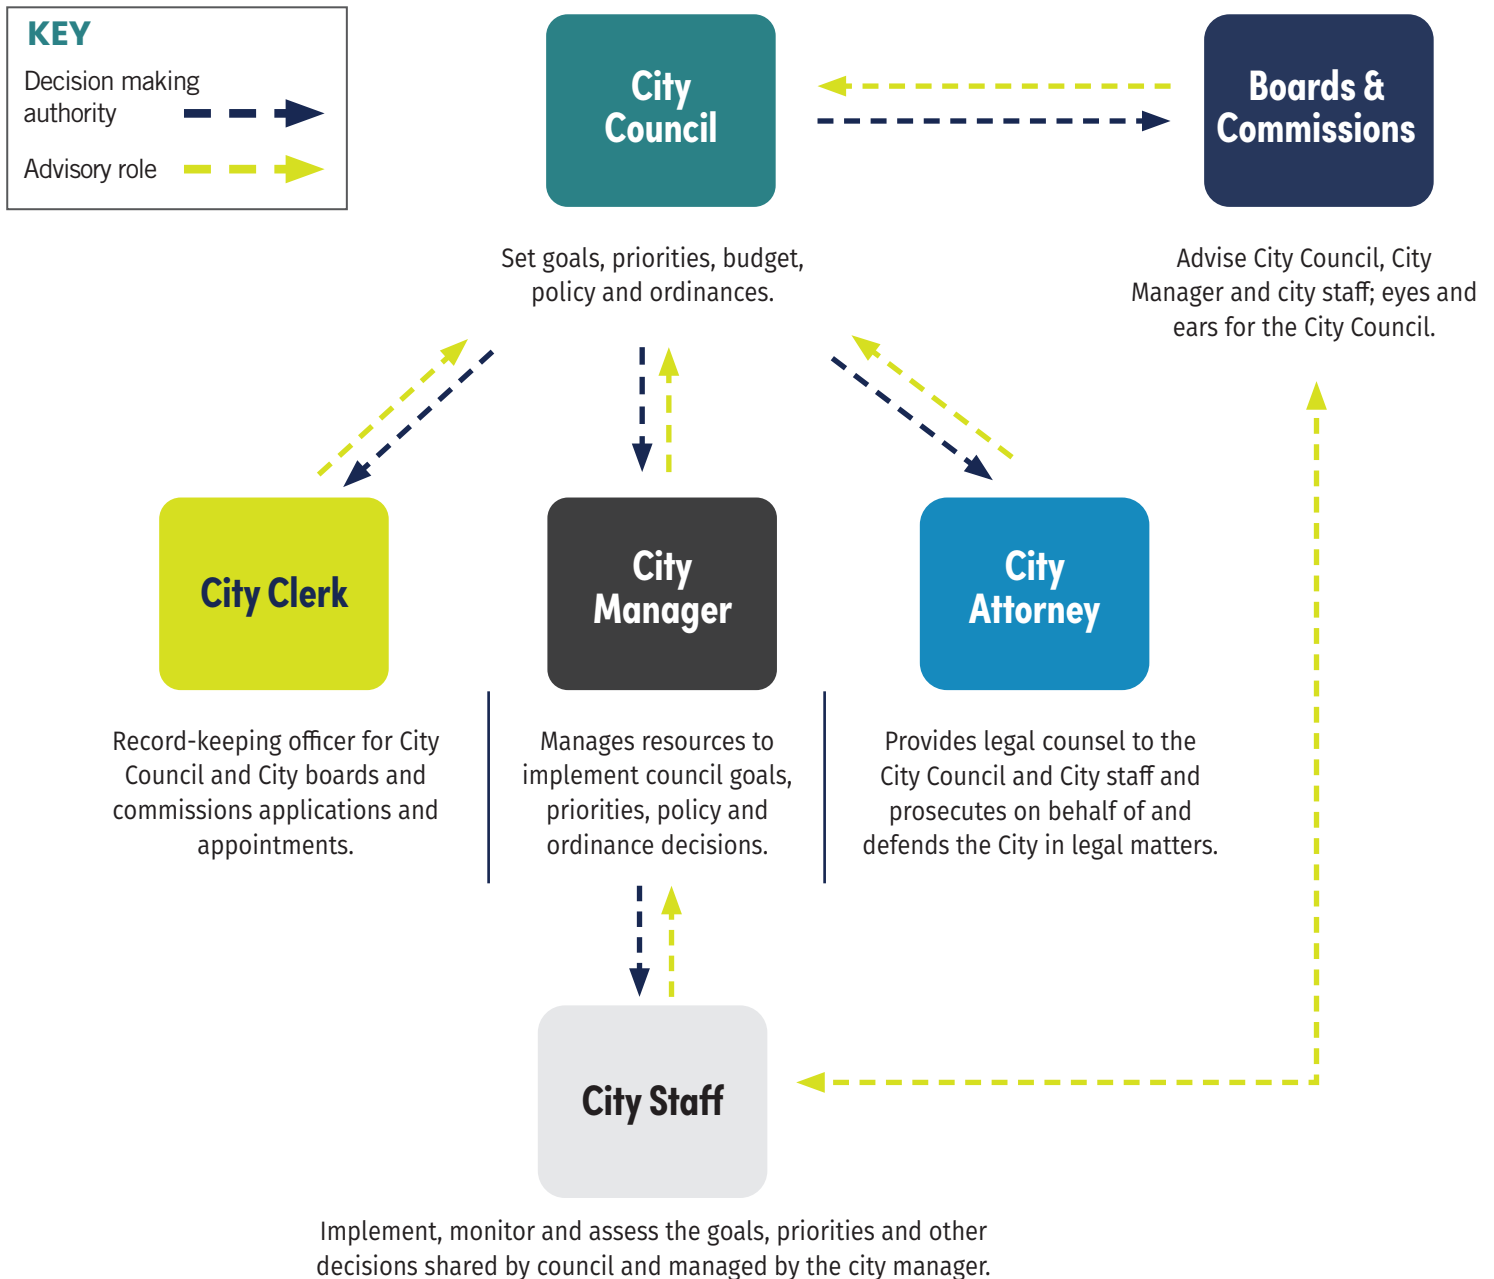 KEY
Decision making
authority
Advisory role
City
Council
Boards &
Commissions
Set goals, priorities, budget,
policy and ordinances.
Advise City Council, City
Manager and city staff; eyes and
ears for the City Council.
City Clerk
City
Manager
City
Attorney
Record-keeping officer for City
Council and City boards and
commissions applications and
appointments.
Manages resources to
implement council goals,
priorities, policy and
ordinance decisions.
Provides legal counsel to the
City Council and City staff and
prosecutes on behalf of and
defends the City in legal matters.
City Staff
Implement, monitor and assess the goals, priorities and other
decisions shared by council and managed by the city manager.